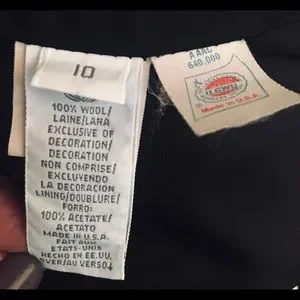 10
100% WOOL/
LAINE/LANA
EXCLUSIVE OF
DECORATION/
DECORATION
NON COMPRISE/
EXCLUYENDO
LA DECORACION
LINING/DOUBLURE/
FORRO:
100% ACETATE/
ACETATO
MADE IN U.S.A.
FAIT AUX
ETATS-UNIS
HECHO EN EE.UU.
OVER/AU VERSO
AAAC
640,000
ILGWU
Made in U.S.A.